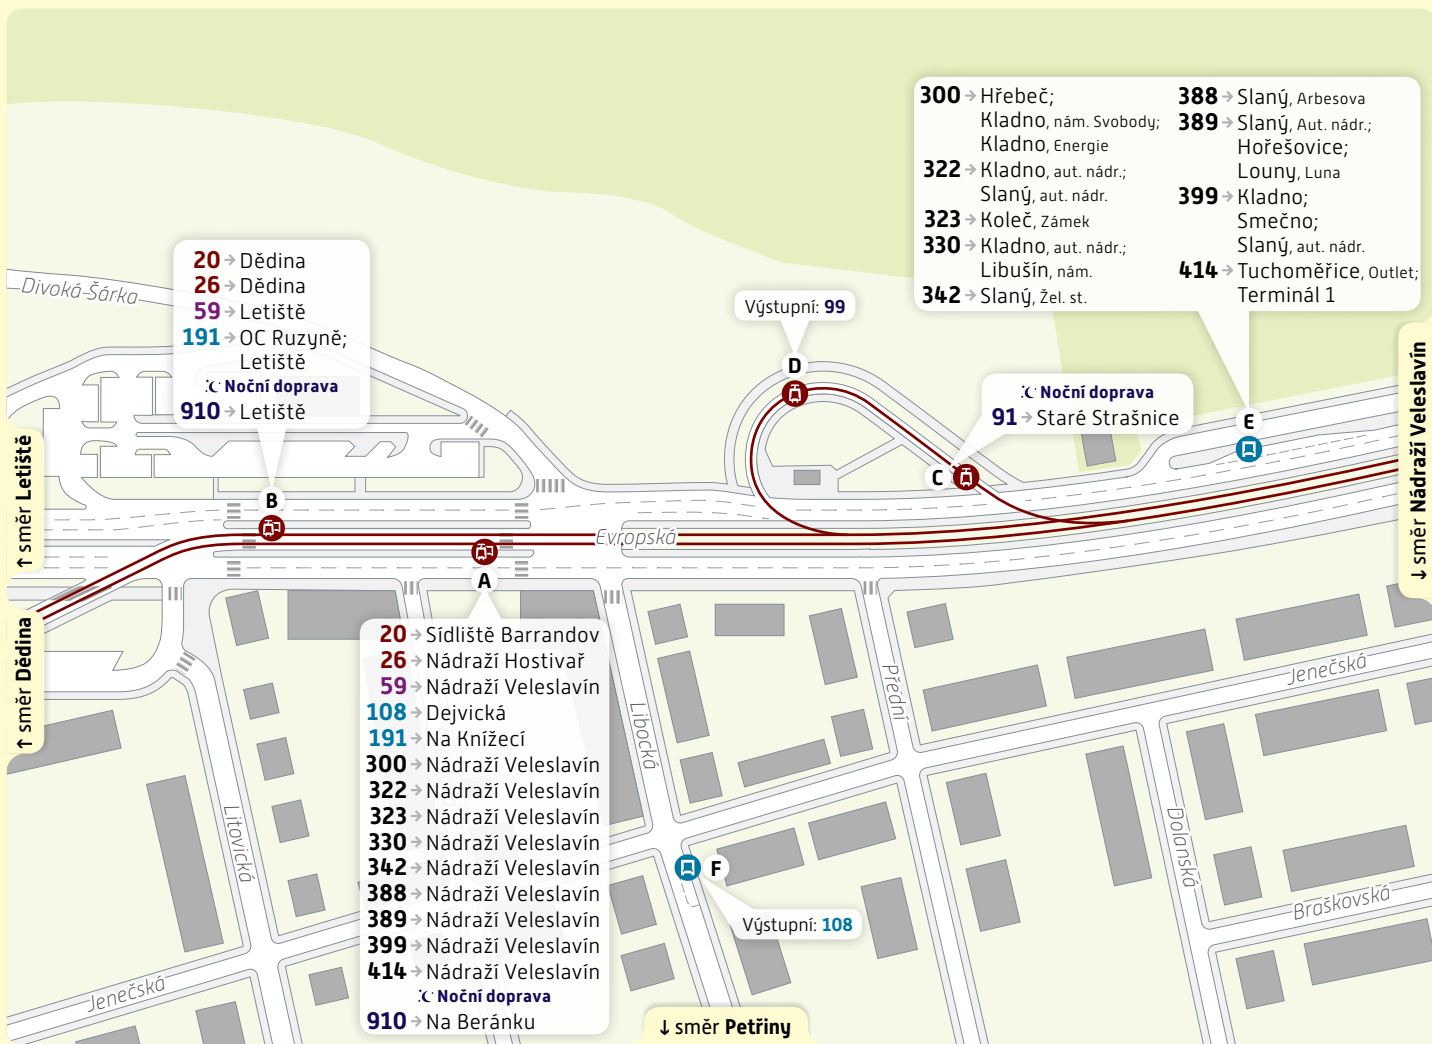 300 → Hřebeč;
Kladno, nám. Svobody;
Kladno, Energie
322 → Kladno, aut. nádr.;
Slaný, aut. nádr.
323 → Koleč, Zámek
330 → Kladno, aut. nádr.;
Libušín, nám.
342 → Slaný, Žel. st.
388 → Slaný, Arbesova
389 → Slaný, Aut. nádr.;
Hořešovice;
Louny, Luna
399 → Kladno;
Smečno;
Slaný, aut. nádr.
414 → Tuchoměřice, Outlet;
Terminál 1
20 → Dědina
26 → Dědina
59 → Letiště
191 → OC Ruzyně;
Letiště
Noční doprava
910 → Letiště
Divoká Šárka
Výstupní: 99
D
Noční doprava
91 → Staré Strašnice
E
C
B
↑ směr Letiště
↓ směr Nádraží Veleslavín
Evropská
A
↑ směr Dědina
20 → Sídliště Barrandov
26 → Nádraží Hostivař
59 → Nádraží Veleslavín
108 → Dejvická
191 → Na Knížecí
300 → Nádraží Veleslavín
322 → Nádraží Veleslavín
323 → Nádraží Veleslavín
330 → Nádraží Veleslavín
342 → Nádraží Veleslavín
388 → Nádraží Veleslavín
389 → Nádraží Veleslavín
399 → Nádraží Veleslavín
414 → Nádraží Veleslavín
Noční doprava
910 → Na Beránku
Libocká
Přední
Jenečská
Litovická
Dolanská
Braškovská
F
Výstupní: 108
Jenečská
↓ směr Petřiny